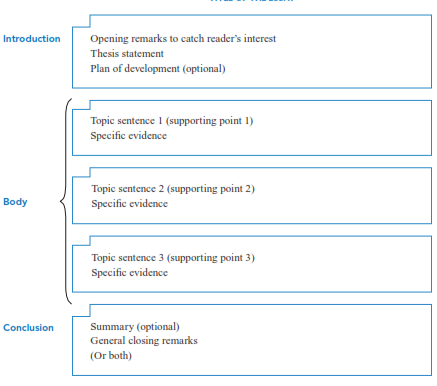 Introduction
Opening remarks to catch reader's interest
Thesis statement
Plan of development (optional)
Topic sentence 1 (supporting point 1)
Specific evidence
Body
Topic sentence 2 (supporting point 2)
Specific evidence
Topic sentence 3 (supporting point 3)
Specific evidence
Conclusion
Summary (optional)
General closing remarks
(Or both)